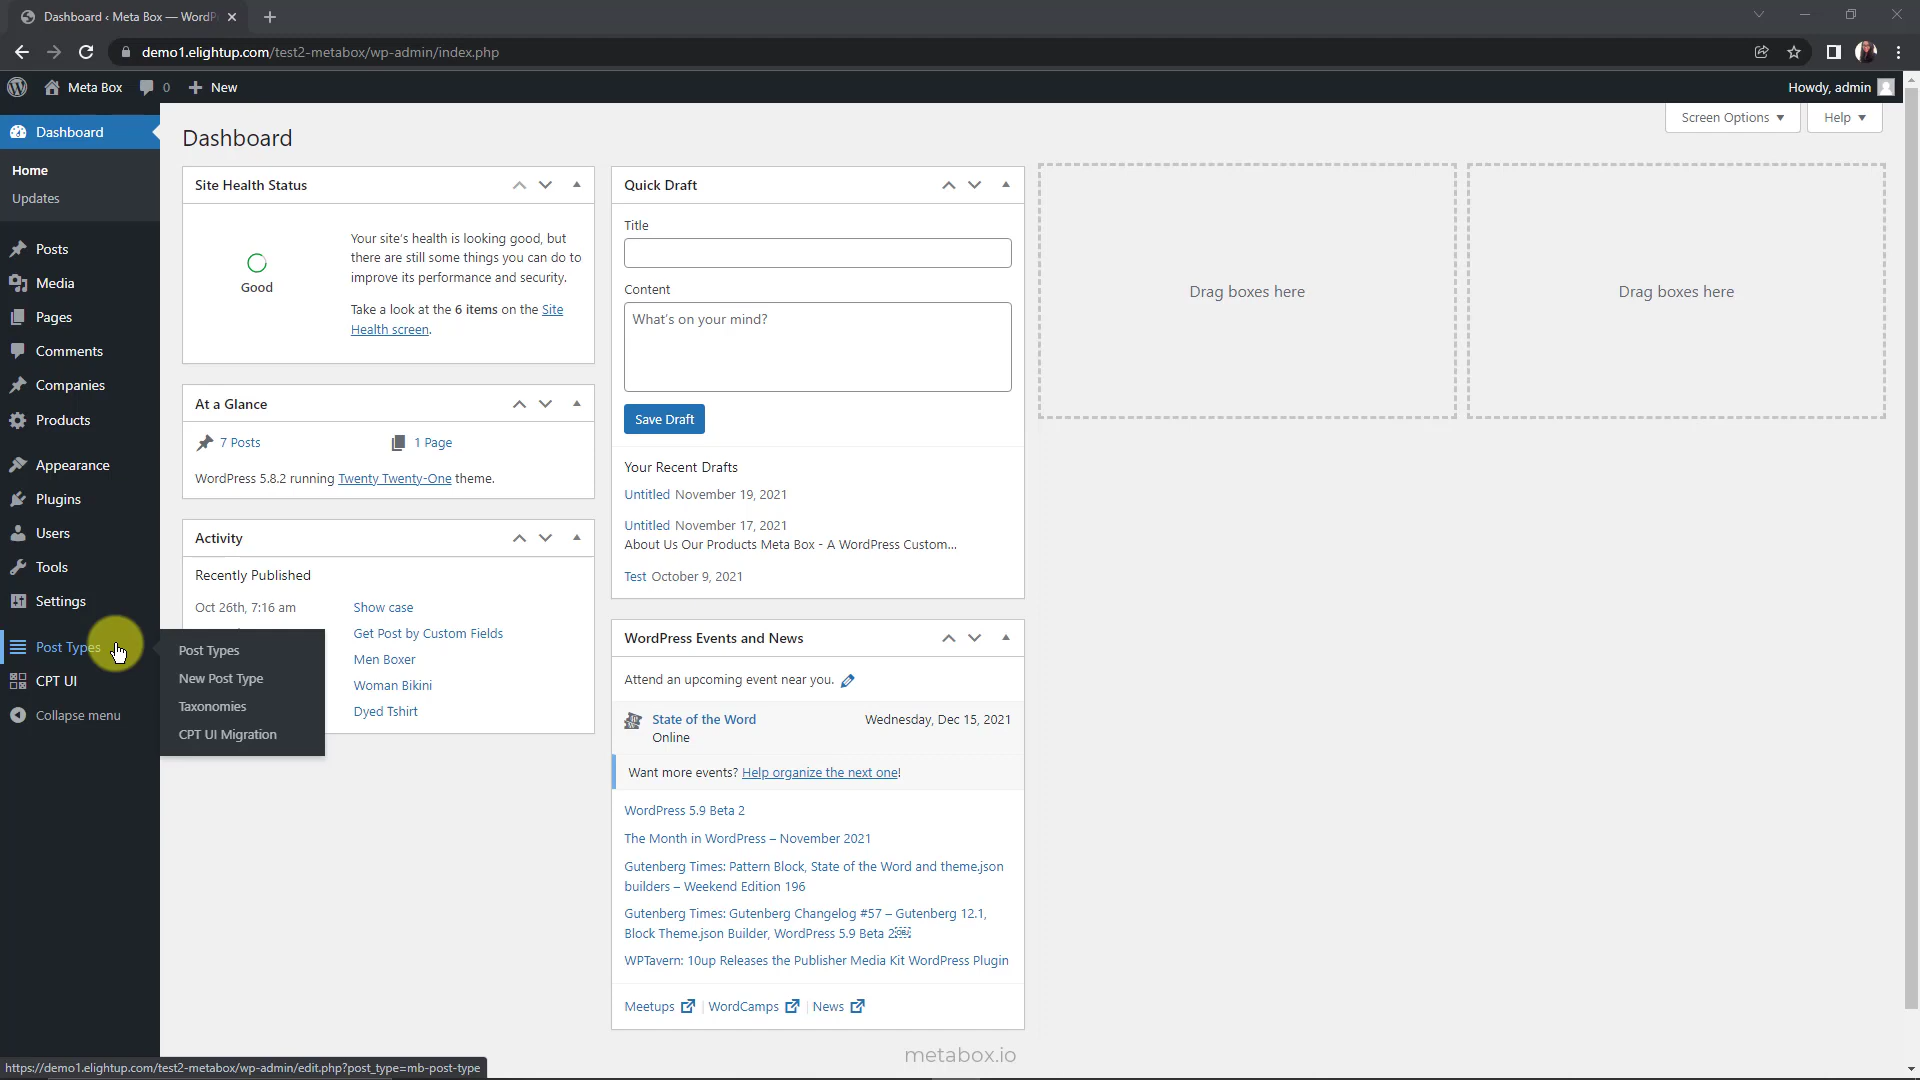 Dashboard ‹ Meta Box — WordP
demo1.elightup.com/test2-metabox/wp-admin/index.php
Meta Box
0
New
Howdy, admin
Dashboard
Home
Updates
Posts
Media
Pages
Comments
Companies
Products
Appearance
Plugins
Users
Tools
Settings
Post Types
CPT UI
Collapse menu
Post Types
New Post Type
Taxonomies
CPT UI Migration
Dashboard
Screen Options
Help
Site Health Status
Good
Your site's health is looking good, but
there are still some things you can do to
improve its performance and security.
Take a look at the 6 items on the Site
Health screen.
At a Glance
7 Posts
1 Page
WordPress 5.8.2 running Twenty Twenty-One theme.
Activity
Recently Published
Oct 26th, 7:16 am
Show case
Get Post by Custom Fields
Men Boxer
Woman Bikini
Dyed Tshirt
Quick Draft
Title
Content
What's on your mind?
Save Draft
Your Recent Drafts
Untitled November 19, 2021
Untitled November 17, 2021
About Us Our Products Meta Box - A WordPress Custom…
Test October 9, 2021
WordPress Events and News
Attend an upcoming event near you.
State of the Word
Wednesday, Dec 15, 2021
Online
Want more events? Help organize the next one!
WordPress 5.9 Beta 2
The Month in WordPress – November 2021
Gutenberg Times: Pattern Block, State of the Word and theme.json
builders – Weekend Edition 196
Gutenberg Times: Gutenberg Changelog #57 – Gutenberg 12.1,
Block Theme.json Builder, WordPress 5.9 Beta 2
WPTavern: 10up Releases the Publisher Media Kit WordPress Plugin
Meetups | WordCamps | News
Drag boxes here
Drag boxes here
metabox.io
https://demo1.elightup.com/test2-metabox/wp-admin/edit.php?post_type=mb-post-type